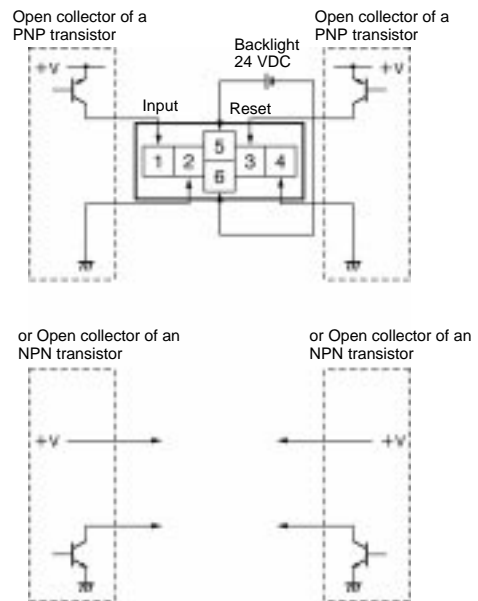 Open collector of a
PNP transistor
Open collector of a
PNP transistor
Backlight
24 VDC
+V
+V
Input
Reset
5
1 2 3 4
6
or Open collector of an
NPN transistor
or Open collector of an
NPN transistor
+V
+V